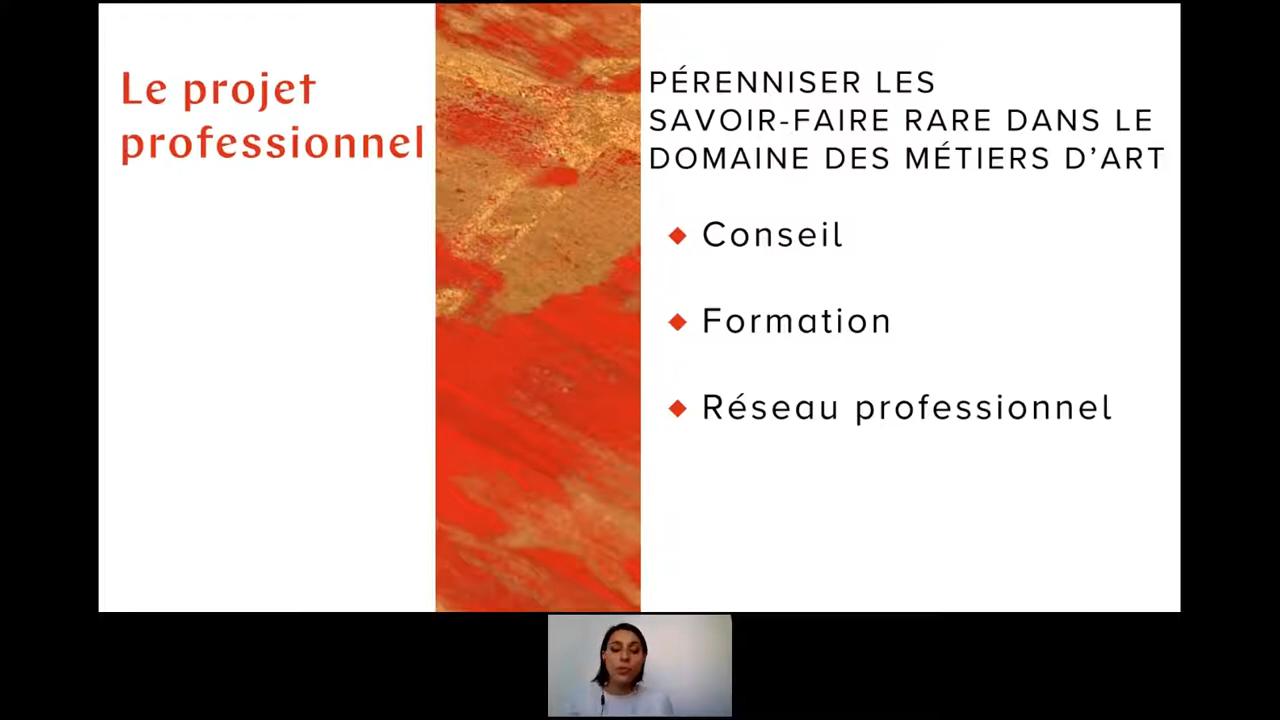 Le projet
professionnel
PÉRENNISER LES
SAVOIR-FAIRE RARE DANS LE
DOMAINE DES MÉTIERS D’ART
Conseil
Formation
Réseau professionnel